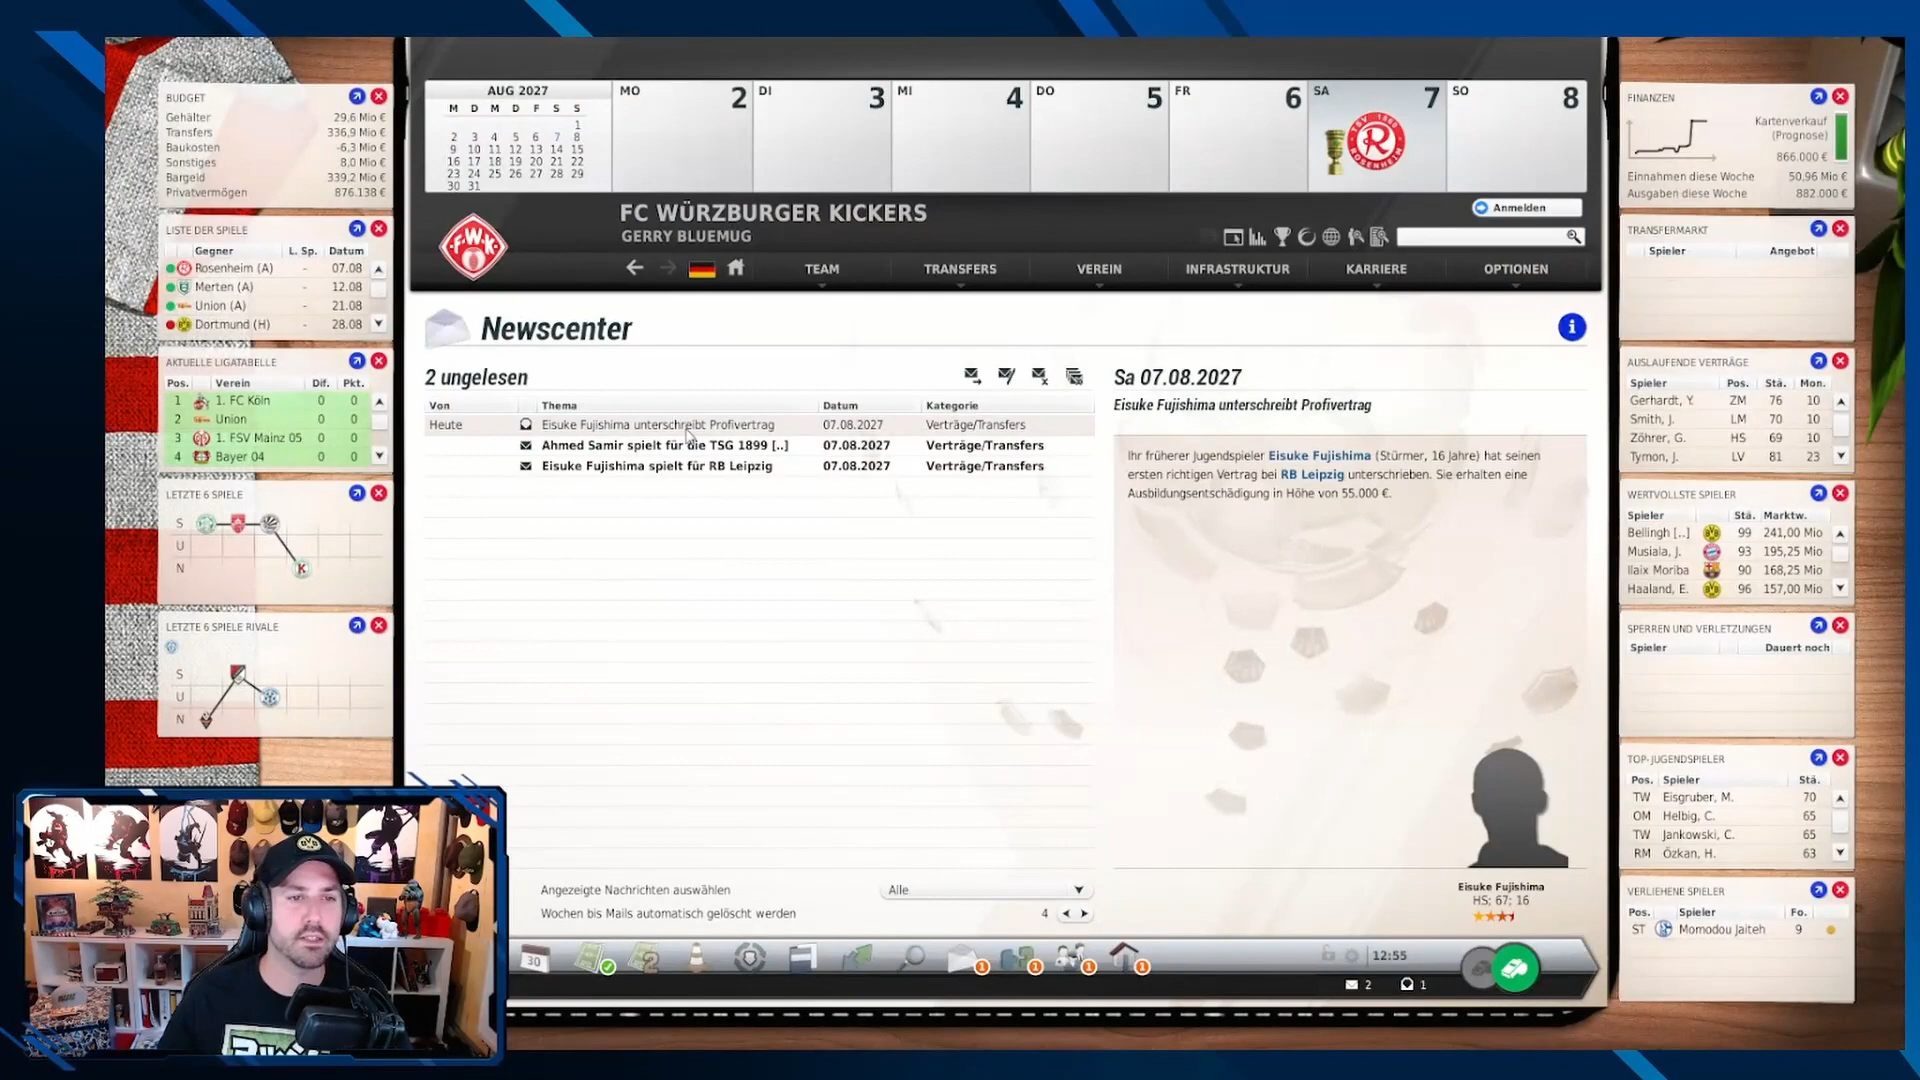 BUDGET
Gehälter 29,6 Mio €
Transfers 336,9 Mio €
Baukosten -6,3 Mio €
Sonstiges 8,0 Mio €
Bargeld 339,2 Mio €
Privatvermögen 876.138 €
LISTE DER SPIELE
Gegner L. Sp. Datum
Rosenheim (A) - 07.08
Merten (A) - 12.08
Union (A) - 21.08
Dortmund (H) - 28.08
AKTUELLE LIGATABELLE
Pos. Verein Dif. Pkt.
1 1. FC Köln 0 0
2 Union 0 0
3 1. FSV Mainz 05 0 0
4 Bayer 04 0 0
LETZTE 6 SPIELE
S
U
N
K
LETZTE 6 SPIELE RIVALE
S
U
N
AUG 2027
M D M D F S S
1
2 3 4 5 6 7 8
9 10 11 12 13 14 15
16 17 18 19 20 21 22
23 24 25 26 27 28 29
30 31
MO 2
DI 3
MI 4
DO 5
FR 6
SA 7
SO 8
TSV 1860
R
ROSENHEIM
FWK
FC WÜRZBURGER KICKERS
GERRY BLUEMUG
Anmelden
TEAM
TRANSFERS
VEREIN
INFRASTRUKTUR
KARRIERE
OPTIONEN
Newscenter
i
2 ungelesen
Von Thema Datum Kategorie
Heute Eisuke Fujishima unterschreibt Profivertrag 07.08.2027 Verträge/Transfers
Ahmed Samir spielt für die TSG 1899 [..] 07.08.2027 Verträge/Transfers
Eisuke Fujishima spielt für RB Leipzig 07.08.2027 Verträge/Transfers
Sa 07.08.2027
Eisuke Fujishima unterschreibt Profivertrag
Ihr früherer Jugendspieler Eisuke Fujishima (Stürmer, 16 Jahre) hat seinen
ersten richtigen Vertrag bei RB Leipzig unterschrieben. Sie erhalten eine
Ausbildungsentschädigung in Höhe von 55.000 €.
Eisuke Fujishima
HS; 67; 16
Angezeigte Nachrichten auswählen Alle
Wochen bis Mails automatisch gelöscht werden 4
30
2
1
1
1
1
12:55
2
1
FINANZEN
Kartenverkauf
(Prognose)
866.000 €
Einnahmen diese Woche 50,96 Mio €
Ausgaben diese Woche 882.000 €
TRANSFERMARKT
Spieler Angebot
AUSLAUFENDE VERTRÄGE
Spieler Pos. Stä. Mon.
Gerhardt, Y. ZM 76 10
Smith, J. LM 70 10
Zöhrer, G. HS 69 10
Tymon, J. LV 81 23
WERTVOLLSTE SPIELER
Spieler Stä. Marktw.
Bellingh [..] 99 241,00 Mio
Musiala, J. 93 195,25 Mio
Ilaix Moriba 90 168,25 Mio
Haaland, E. 96 157,00 Mio
SPERREN UND VERLETZUNGEN
Spieler Dauert noch
TOP-JUGENDSPIELER
Pos. Spieler Stä.
TW Eisgruber, M. 70
OM Helbig, C. 65
TW Jankowski, C. 65
RM Özkan, H. 63
VERLIEHENE SPIELER
Pos. Spieler Fo.
ST Momodou Jaiteh 9